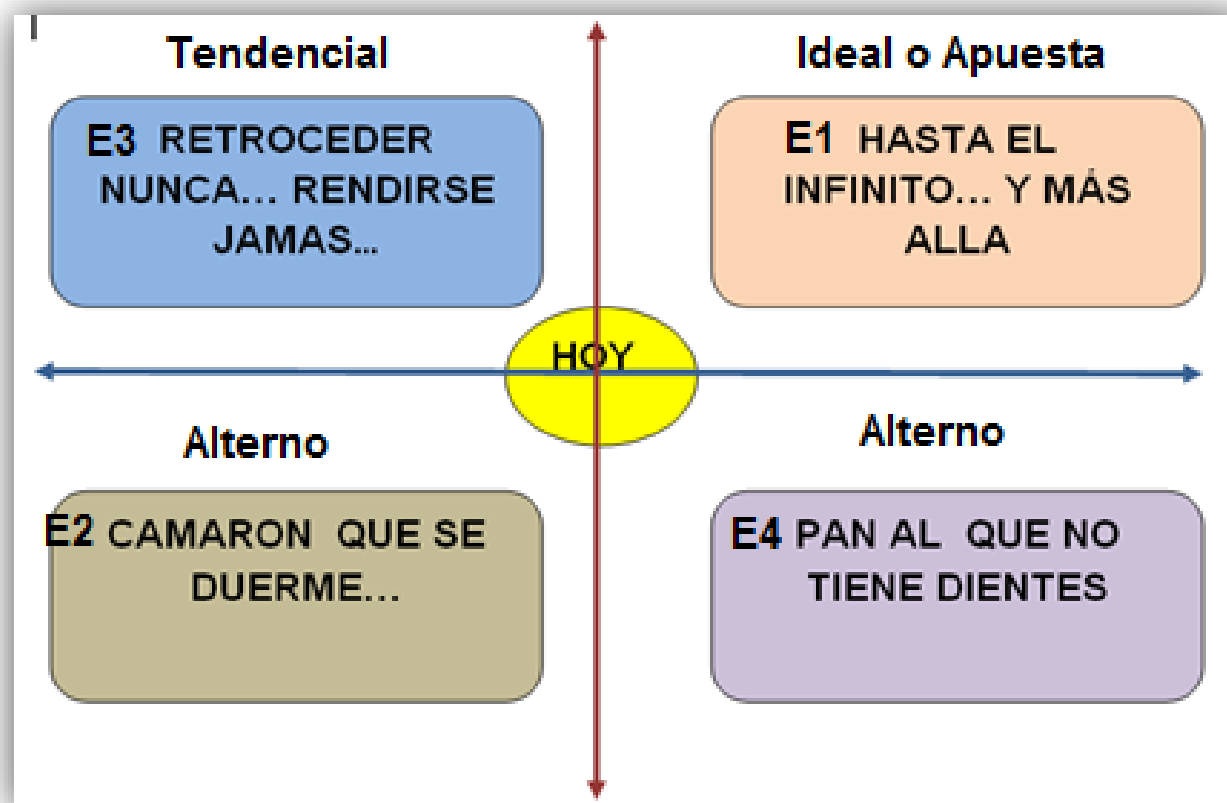 Tendencial
E3 RETROCEDER
NUNCA... RENDIRSE
JAMAS...
Ideal o Apuesta
E1 HASTA EL
INFINITO... Y MÁS
ALLA
HOY
Alterno
E2 CAMARON QUE SE
DUERME...
Alterno
E4 PAN AL QUE NO
TIENE DIENTES